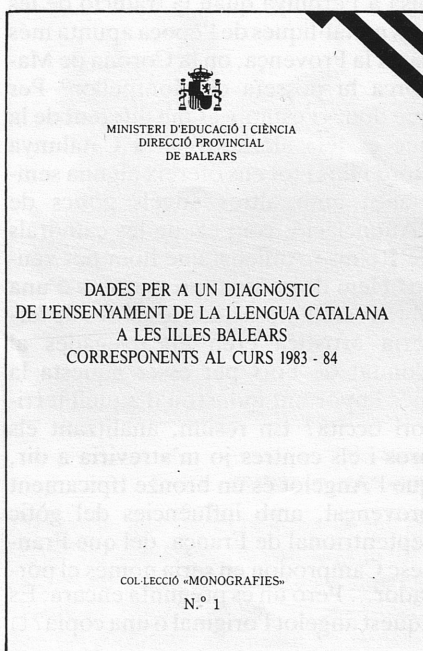 MINISTERI D'EDUCACIÓ I CIÈNCIA
DIRECCIÓ PROVINCIAL
DE BALEARS
DADES PER A UN DIAGNÒSTIC
DE L'ENSENYAMENT DE LA LLENGUA CATALANA
A LES ILLES BALEARS
CORRESPONENTS AL CURS 1983 - 84
COL·LECCIÓ «MONOGRAFIES»
N.º 1